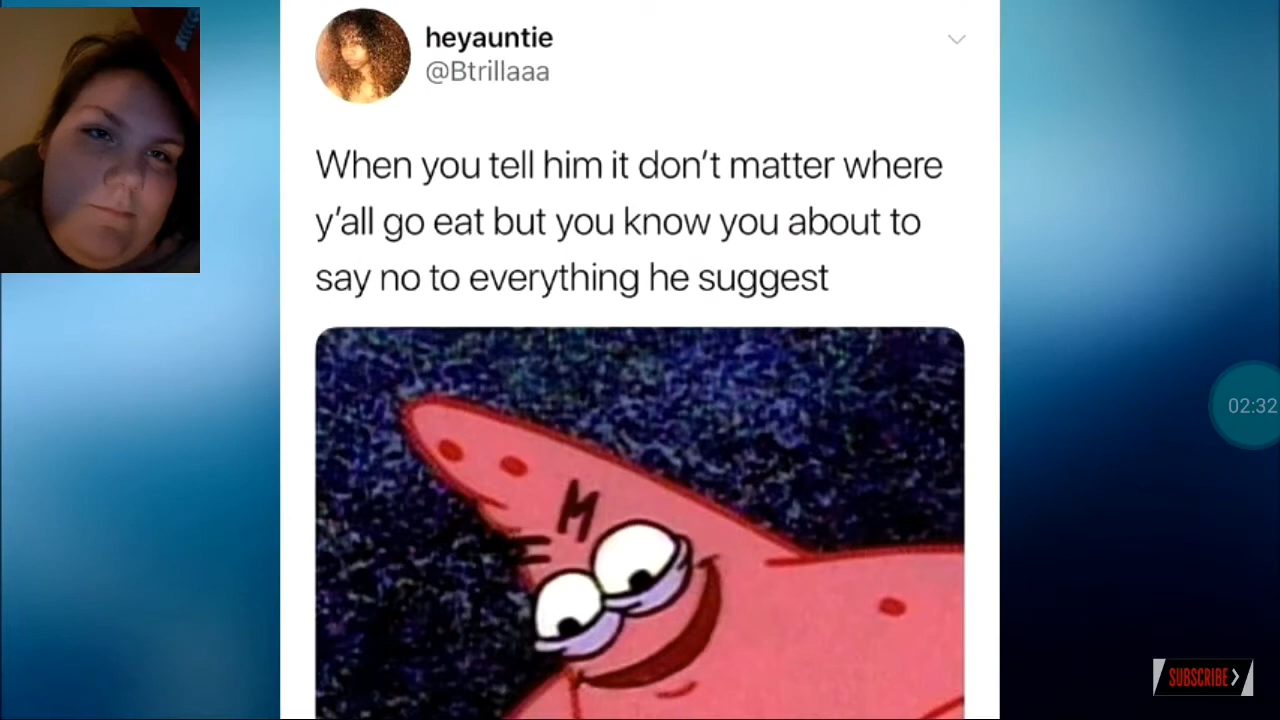 heyauntie
@Btrillaaa
When you tell him it don’t matter where
y’all go eat but you know you about to
say no to everything he suggest
02:32
SUBSCRIBE